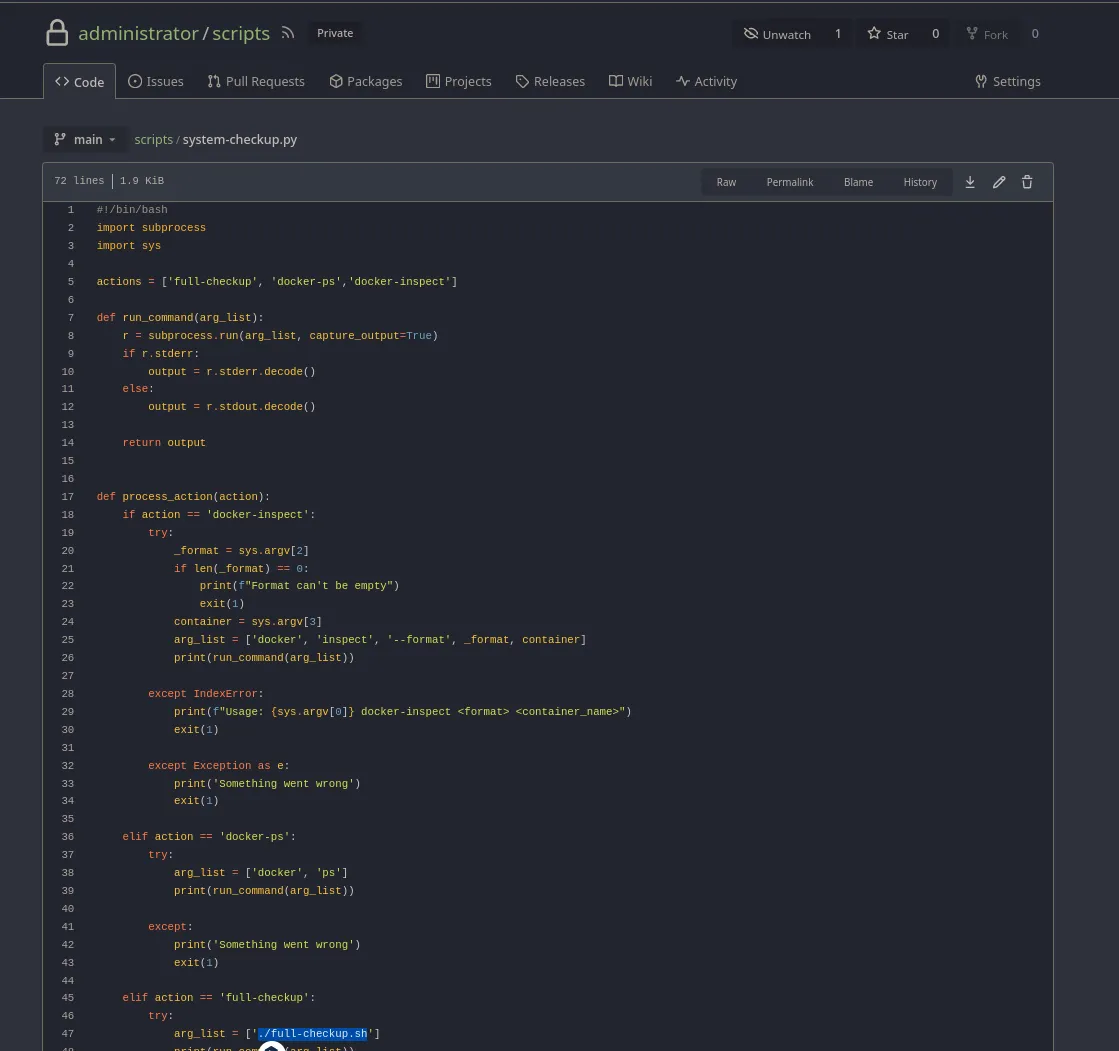 administrator / scripts Private Unwatch 1 Star 0 Fork 0
Code Issues Pull Requests Packages Projects Releases Wiki Activity Settings
main scripts / system-checkup.py
72 lines 1.9 KiB Raw Permalink Blame History
1 #!/bin/bash
2 import subprocess
3 import sys
4
5 actions = ['full-checkup', 'docker-ps','docker-inspect']
6
7 def run_command(arg_list):
8     r = subprocess.run(arg_list, capture_output=True)
9     if r.stderr:
10         output = r.stderr.decode()
11     else:
12         output = r.stdout.decode()
13
14     return output
15
16
17 def process_action(action):
18     if action == 'docker-inspect':
19         try:
20             _format = sys.argv[2]
21             if len(_format) == 0:
22                 print(f"Format can't be empty")
23                 exit(1)
24             container = sys.argv[3]
25             arg_list = ['docker', 'inspect', '--format', _format, container]
26             print(run_command(arg_list))
27
28         except IndexError:
29             print(f"Usage: {sys.argv[0]} docker-inspect <format> <container_name>")
30             exit(1)
31
32         except Exception as e:
33             print('Something went wrong')
34             exit(1)
35
36     elif action == 'docker-ps':
37         try:
38             arg_list = ['docker', 'ps']
39             print(run_command(arg_list))
40
41         except:
42             print('Something went wrong')
43             exit(1)
44
45     elif action == 'full-checkup':
46         try:
47             arg_list = ['./full-checkup.sh']